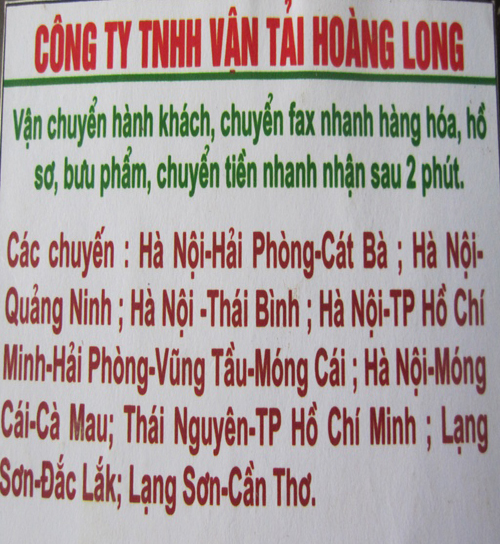 CÔNG TY TNHH VẬN TẢI HOÀNG LONG
Vận chuyển hành khách, chuyển fax nhanh hàng hóa, hồ
sơ, bưu phẩm, chuyển tiền nhanh nhận sau 2 phút.
Các chuyến : Hà Nội-Hải Phòng-Cát Bà ; Hà Nội-
Quảng Ninh ; Hà Nội -Thái Bình ; Hà Nội-TP Hồ Chí
Minh-Hải Phòng-Vũng Tầu-Móng Cái ; Hà Nội-Móng
Cái-Cà Mau; Thái Nguyên-TP Hồ Chí Minh ; Lạng
Sơn-Đắc Lắk; Lạng Sơn-Cần Thơ.